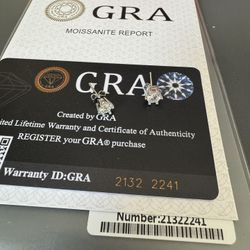 GRA
MOISSANITE REPORT
GRA
Created by GRA
Limited Lifetime Warranty and Certificate of Authenticity
REGISTER your GRA® purchase
Warranty ID:GRA 2132 2241
Number:21322241